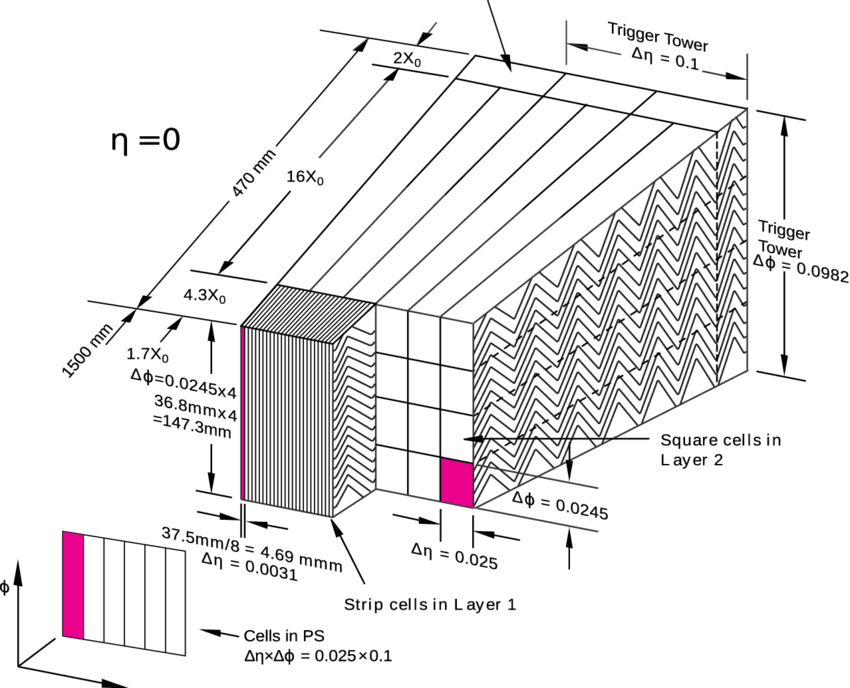 Trigger Tower
Δη = 0.1
2X₀
η =0
470 mm
16X₀
Trigger
Tower
Δφ = 0.0982
4.3X₀
1500 mm
1.7X₀
Δφ=0.0245x4
36.8mmx4
=147.3mm
Square cells in
Layer 2
Δφ = 0.0245
37.5mm/8 = 4.69 mmm
Δη = 0.0031
Δη = 0.025
Strip cells in Layer 1
φ
Cells in PS
Δη×Δφ = 0.025×0.1